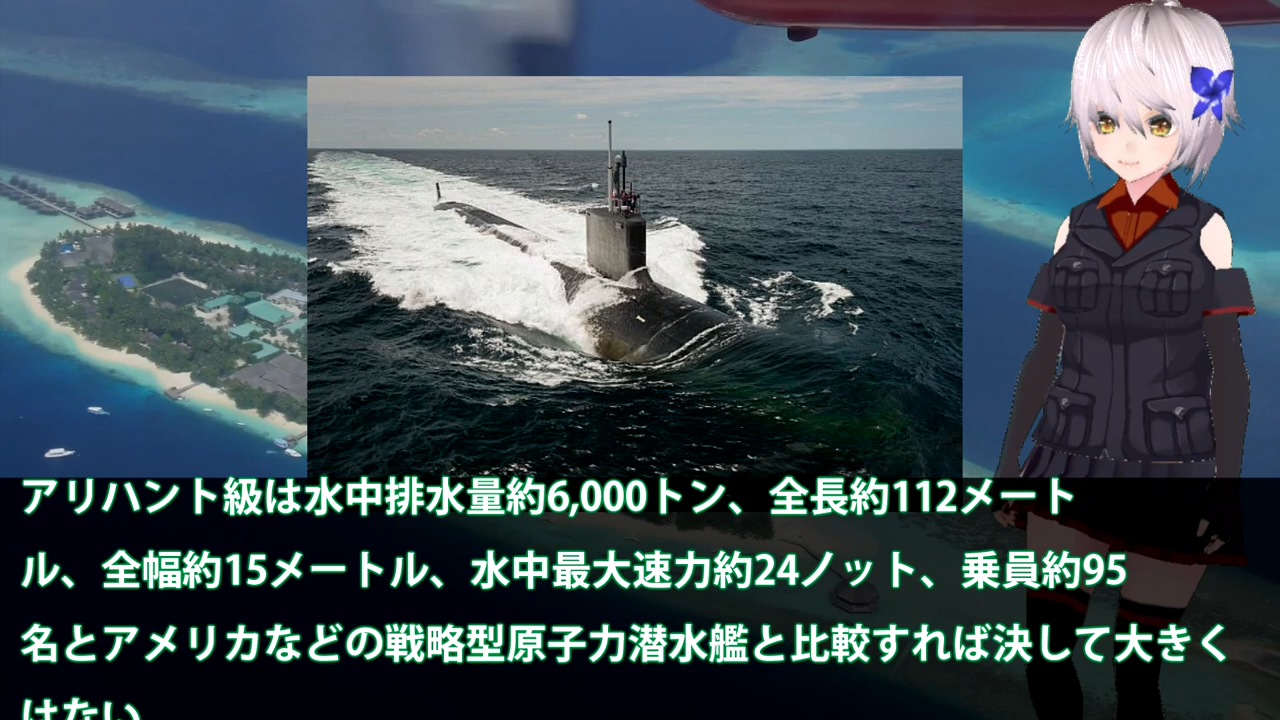 アリハント級は水中排水量約6,000トン、全長約112メート
ル、全幅約15メートル、水中最大速力約24ノット、乗員約95
名とアメリカなどの戦略型原子力潜水艦と比較すれば決して大きく
はない